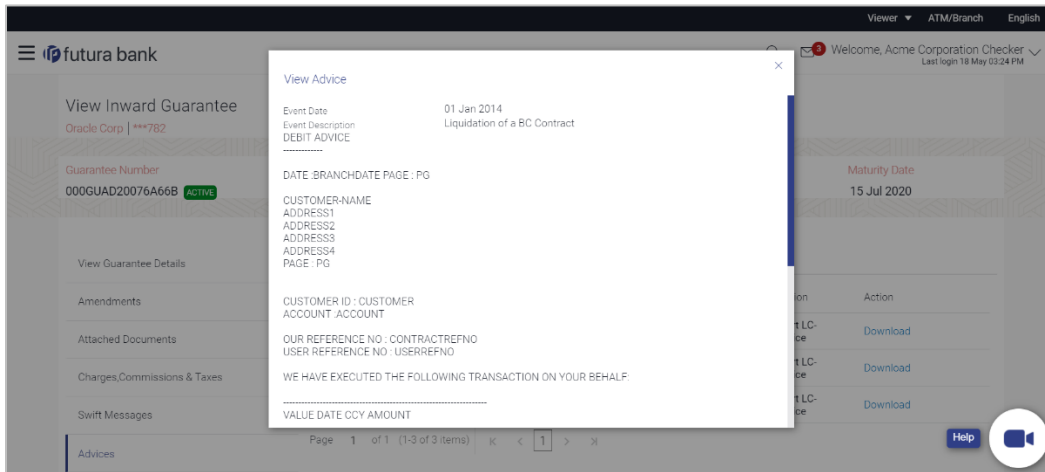 Viewer ATM/Branch English
futura bank
3 Welcome, Acme Corporation Checker
Last login 18 May 03:24 PM
View Inward Guarantee
Oracle Corp | ***782
Guarantee Number
000GUAD20076A66B ACTIVE
Maturity Date
15 Jul 2020
View Guarantee Details
Amendments
Attached Documents
Charges,Commissions & Taxes
Swift Messages
Advices
View Advice
Event Date 01 Jan 2014
Event Description Liquidation of a BC Contract
DEBIT ADVICE
-------------
DATE :BRANCHDATE PAGE : PG
CUSTOMER-NAME
ADDRESS1
ADDRESS2
ADDRESS3
ADDRESS4
PAGE : PG
CUSTOMER ID : CUSTOMER
ACCOUNT :ACCOUNT
OUR REFERENCE NO : CONTRACTREFNO
USER REFERENCE NO : USERREFNO
WE HAVE EXECUTED THE FOLLOWING TRANSACTION ON YOUR BEHALF:
-------------------------------------------------------------------
VALUE DATE CCY AMOUNT
Action
LC-
Download
LC-
Download
LC-
Download
Page 1 of 1 (1-3 of 3 items) 1
Help